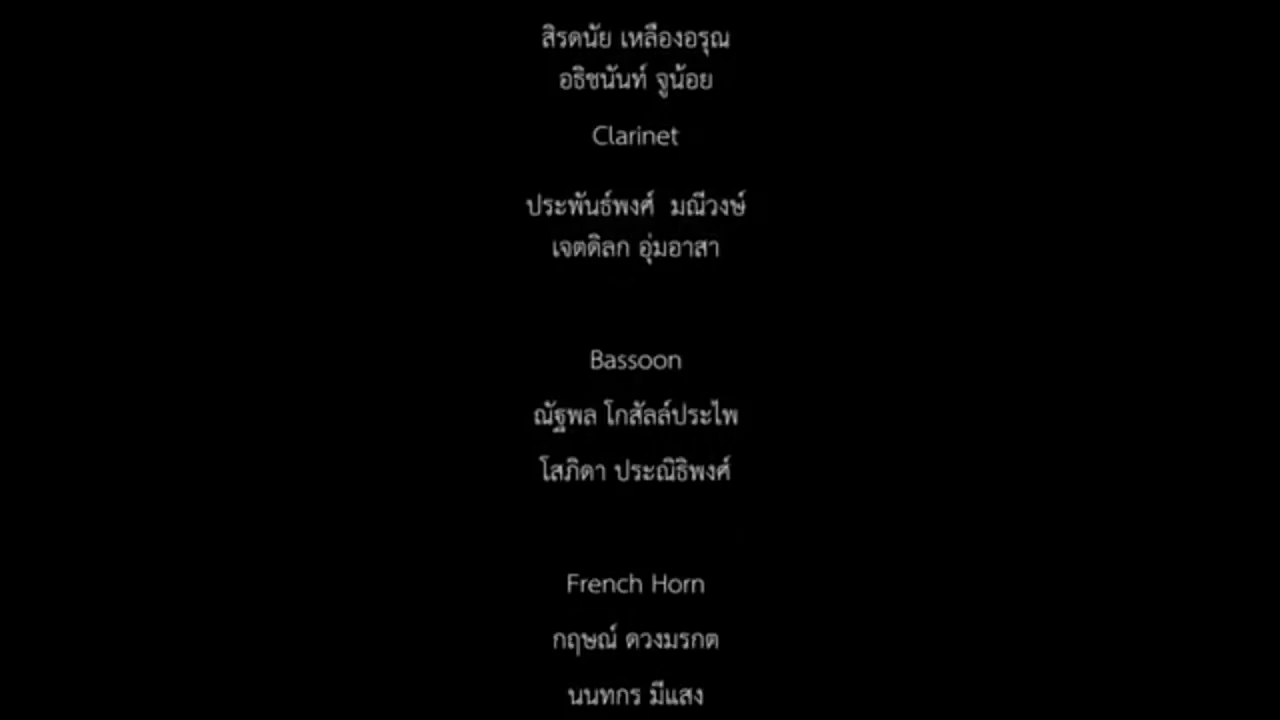 สิรดนัย เหลืองอรุณ
อธิชนันท์ จูน้อย
Clarinet
ประพันธ์พงศ์ มณีวงษ์
เจตดิลก อุ่มอาสา
Bassoon
ณัฐพล โกสัลล์ประไพ
โสภิดา ประณิธิพงศ์
French Horn
กฤษณ์ ดวงมรกต
นนทกร มีแสง